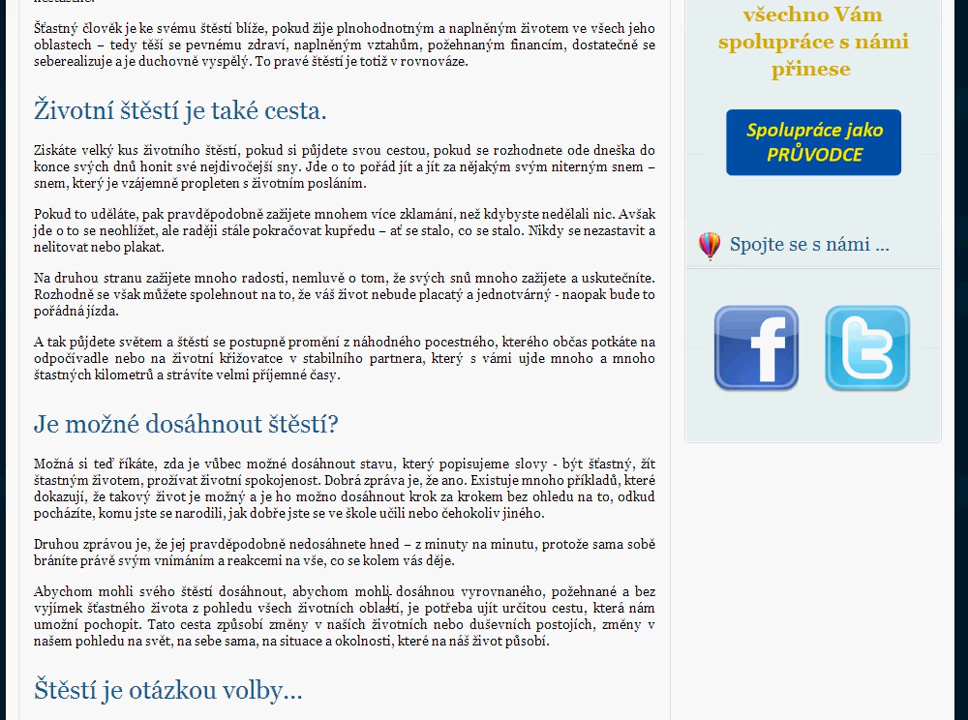 Šťastný člověk je ke svému štěstí blíže, pokud žije plnohodnotným a naplněným životem ve všech jeho
oblastech – tedy těší se pevnému zdraví, naplněným vztahům, požehnaným financím, dostatečně se
seberealizuje a je duchovně vyspělý. To pravé štěstí je totiž v rovnováze.
Životní štěstí je také cesta.
Získáte velký kus životního štěstí, pokud si půjdete svou cestou, pokud se rozhodnete ode dneška do
konce svých dnů honit své nejdivočejší sny. Jde o to pořád jít a jít za nějakým svým niterným snem –
snem, který je vzájemně propleten s životním posláním.
Pokud to uděláte, pak pravděpodobně zažijete mnohem více zklamání, než kdybyste nedělali nic. Avšak
jde o to se neohlížet, ale raději stále pokračovat kupředu – ať se stalo, co se stalo. Nikdy se nezastavit a
nelitovat nebo plakat.
Na druhou stranu zažijete mnoho radosti, nemluvě o tom, že svých snů mnoho zažijete a uskutečníte.
Rozhodně se však můžete spolehnout na to, že váš život nebude placatý a jednotvárný - naopak bude to
pořádná jízda.
A tak půjdete světem a štěstí se postupně promění z náhodného pocestného, kterého občas potkáte na
odpočívadle nebo na životní křižovatce v stabilního partnera, který s vámi ujde mnoho a mnoho
štastných kilometrů a strávíte velmi příjemné časy.
Je možné dosáhnout štěstí?
Možná si teď říkáte, zda je vůbec možné dosáhnout stavu, který popisujeme slovy - být šťastný, žít
štastným životem, prožívat životní spokojenost. Dobrá zpráva je, že ano. Existuje mnoho příkladů, které
dokazují, že takový život je možný a je ho možno dosáhnout krok za krokem bez ohledu na to, odkud
pocházíte, komu jste se narodili, jak dobře jste se ve škole učili nebo čehokoliv jiného.
Druhou zprávou je, že jej pravděpodobně nedosáhnete hned – z minuty na minutu, protože sama sobě
bráníte právě svým vnímáním a reakcemi na vše, co se kolem vás děje.
Abychom mohli svého štěstí dosáhnout, abychom mohli dosáhnou vyrovnaného, požehnané a bez
vyjímek šťastného života z pohledu všech životních oblastí, je potřeba ujít určitou cestu, která nám
umožní pochopit. Tato cesta způsobí změny v naších životních nebo duševních postojích, změny v
našem pohledu na svět, na sebe sama, na situace a okolnosti, které na náš život působí.
Štěstí je otázkou volby...
všechno Vám
spolupráce s námi
přinese
Spolupráce jako
PRŮVODCE
Spojte se s námi ...